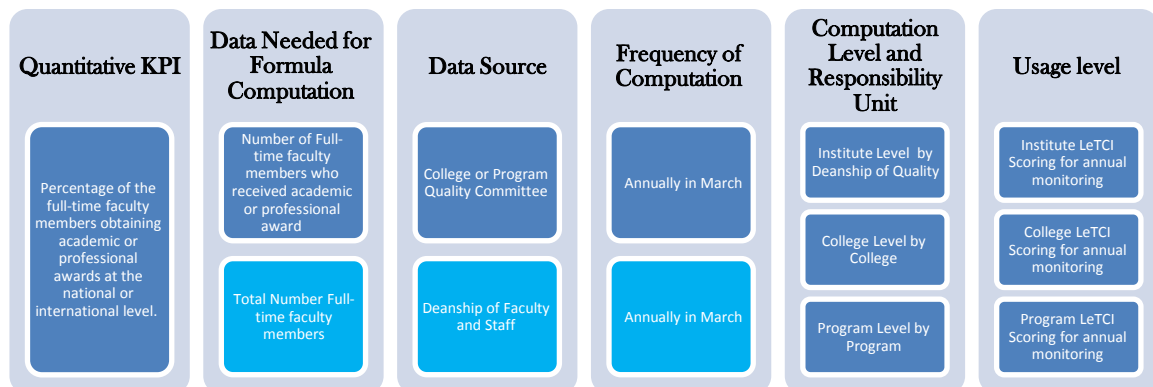 Quantitative KPI
Percentage of the
full-time faculty
members obtaining
academic or
professional
awards at the
national or
international level.
Data Needed for
Formula
Computation
Number of Full-
time faculty
members who
received academic
or professional
award
Total Number Full-
time faculty
members
Data Source
College or Program
Quality Committee
Deanship of Faculty
and Staff
Frequency of
Computation
Annually in March
Annually in March
Computation
Level and
Responsibility
Unit
Institute Level by
Deanship of Quality
College Level by
College
Program Level by
Program
Usage level
Institute LeTCI
Scoring for annual
monitoring
College LeTCI
Scoring for annual
monitoring
Program LeTCI
Scoring for annual
monitoring